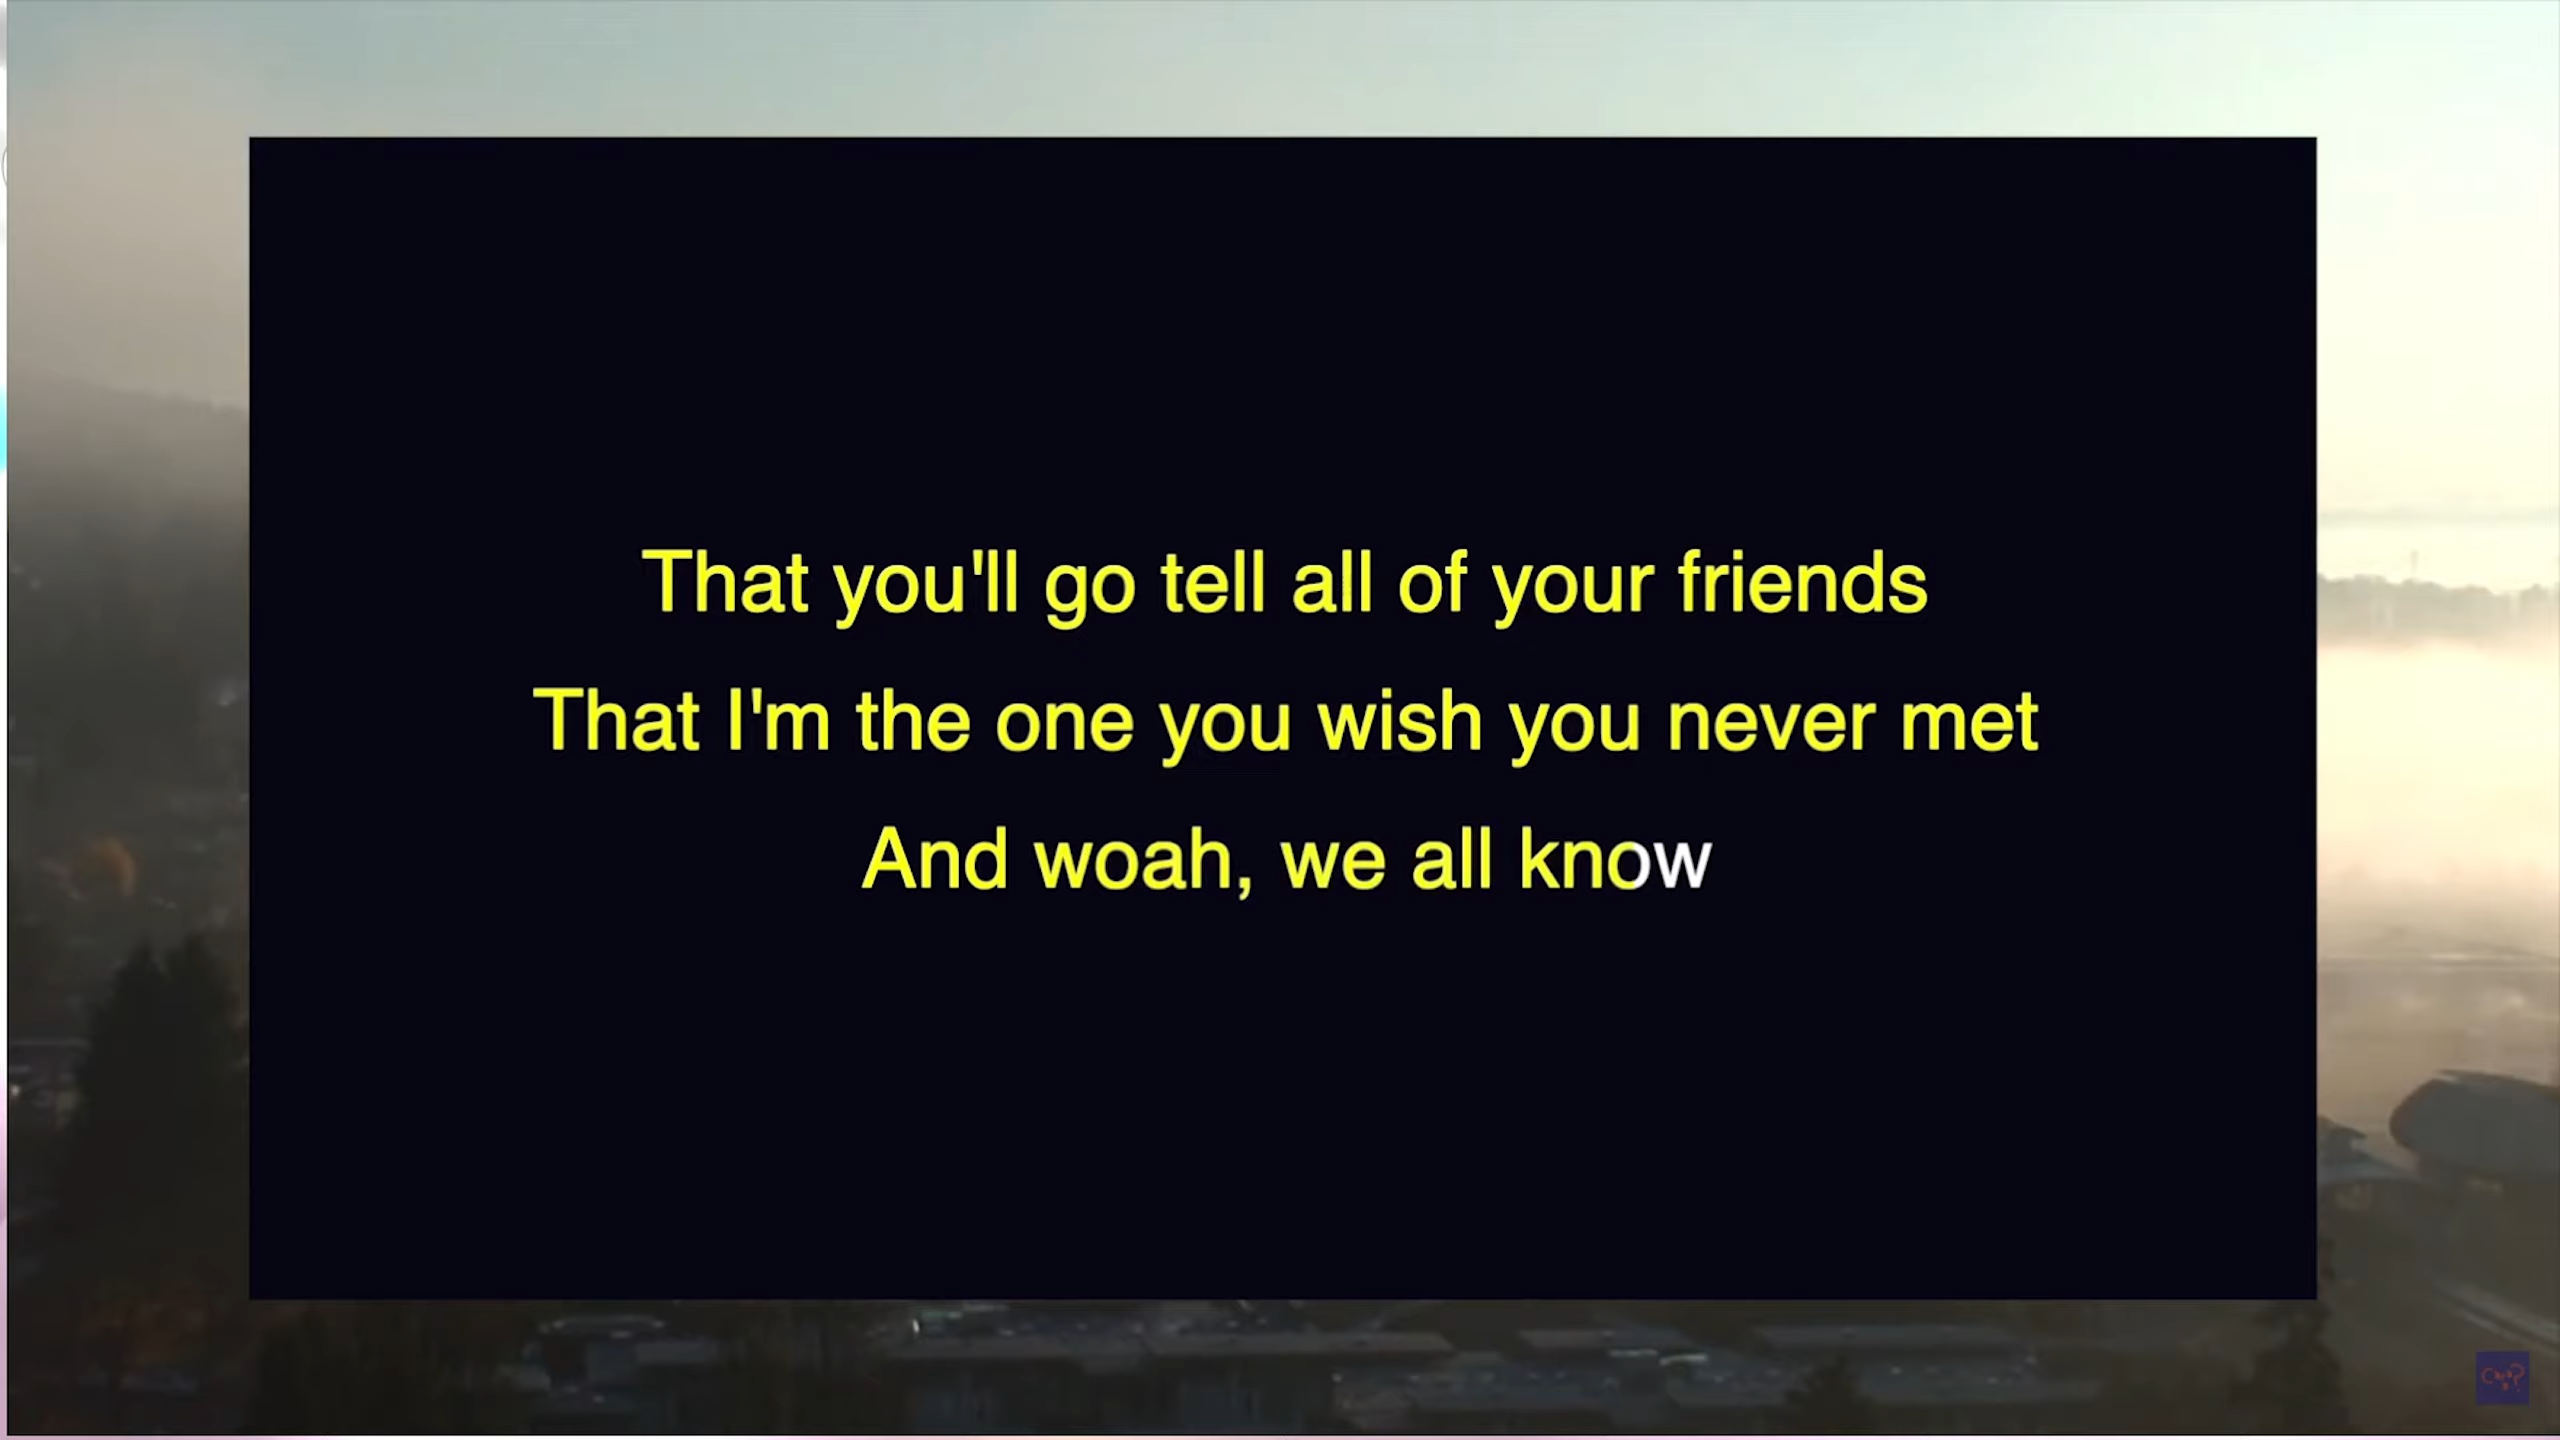 That you'll go tell all of your friends
That I'm the one you wish you never met
And woah, we all know